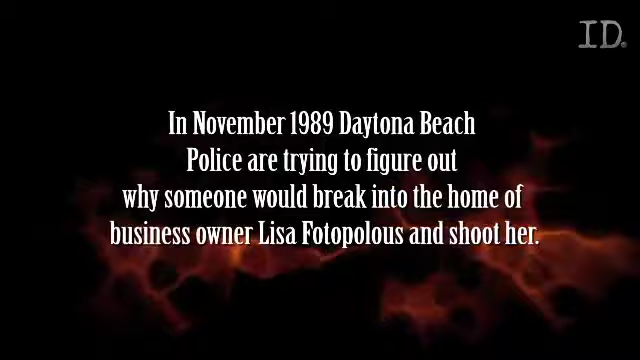 ID
In November 1989 Daytona Beach
Police are trying to figure out
why someone would break into the home of
business owner Lisa Fotopolous and shoot her.